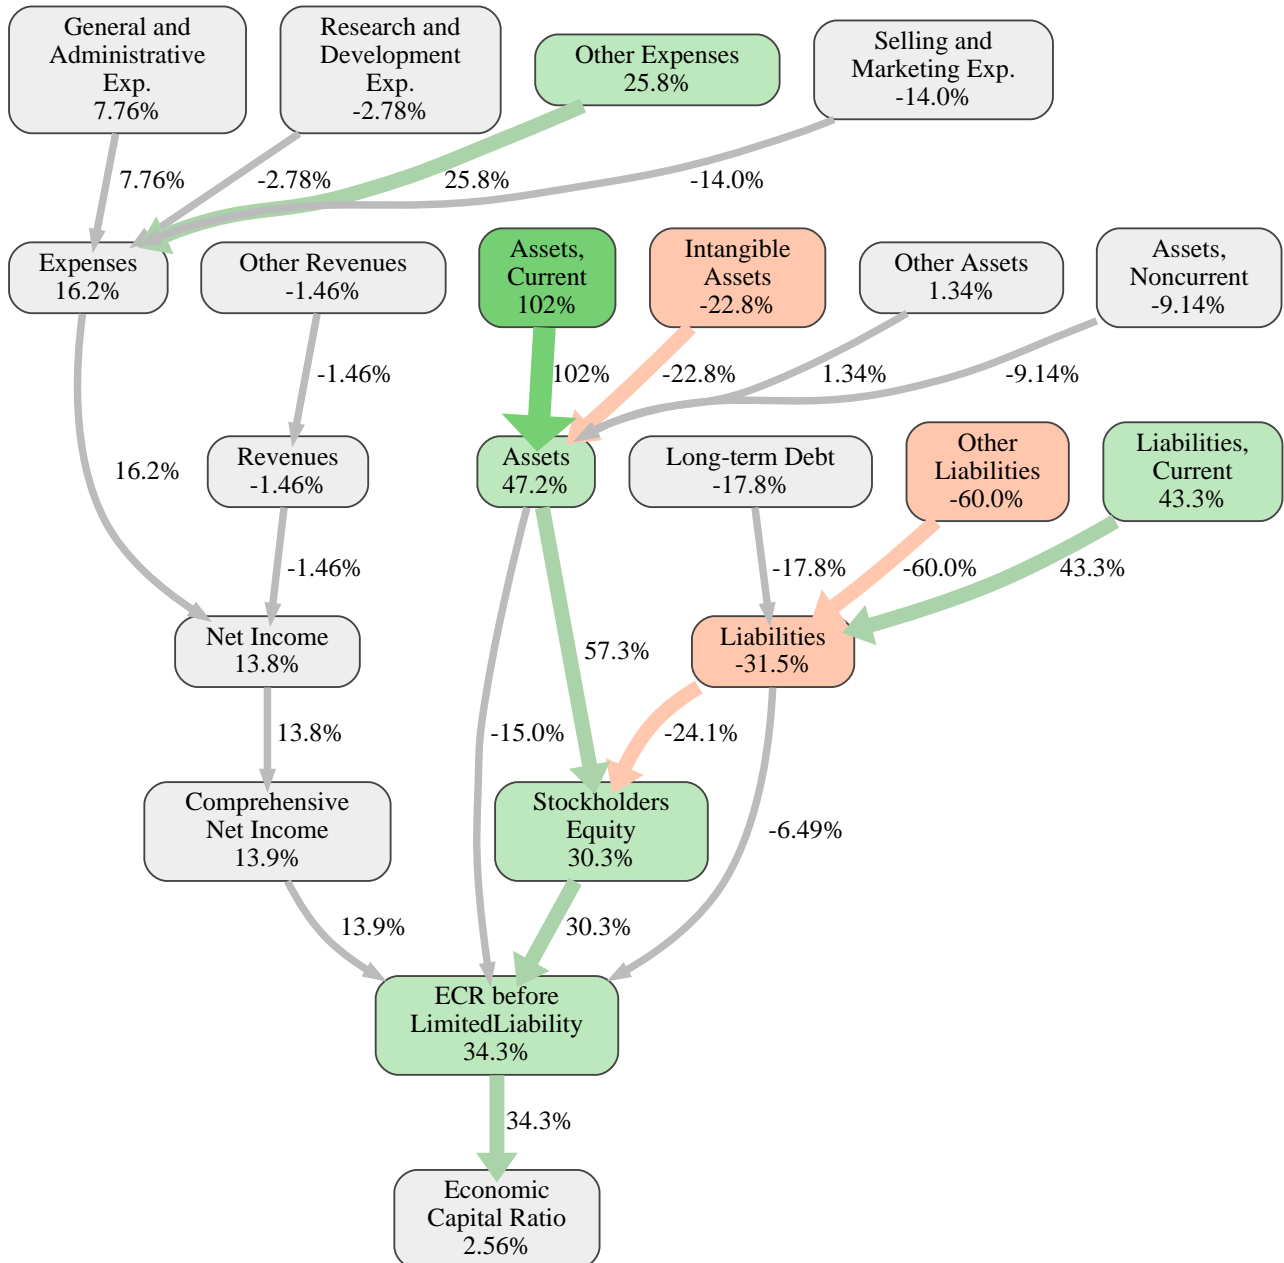 General and
Administrative
Exp.
7.76%
Research and
Development
Exp.
-2.78%
Other Expenses
25.8%
Selling and
Marketing Exp.
-14.0%
7.76%
-2.78%
25.8%
-14.0%
Expenses
16.2%
Other Revenues
-1.46%
Assets,
Current
102%
Intangible
Assets
-22.8%
Other Assets
1.34%
Assets,
Noncurrent
-9.14%
-1.46%
102%
-22.8%
1.34%
-9.14%
16.2%
Revenues
-1.46%
Assets
47.2%
Long-term Debt
-17.8%
Other
Liabilities
-60.0%
Liabilities,
Current
43.3%
-1.46%
-17.8%
-60.0%
43.3%
Net Income
13.8%
57.3%
Liabilities
-31.5%
13.8%
-15.0%
-24.1%
Comprehensive
Net Income
13.9%
Stockholders
Equity
30.3%
-6.49%
13.9%
30.3%
ECR before
LimitedLiability
34.3%
34.3%
Economic
Capital Ratio
2.56%